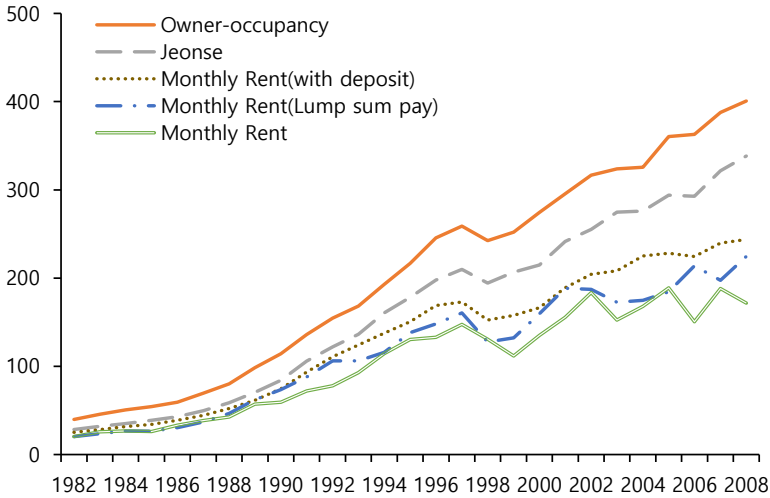 500
Owner-occupancy
Jeonse
Monthly Rent(with deposit)
400
Monthly Rent(Lump sum pay)
Monthly Rent
300
200
100
0
1982 1984 1986 1988 1990 1992 1994 1996 1998 2000 2002 2004 2006 2008